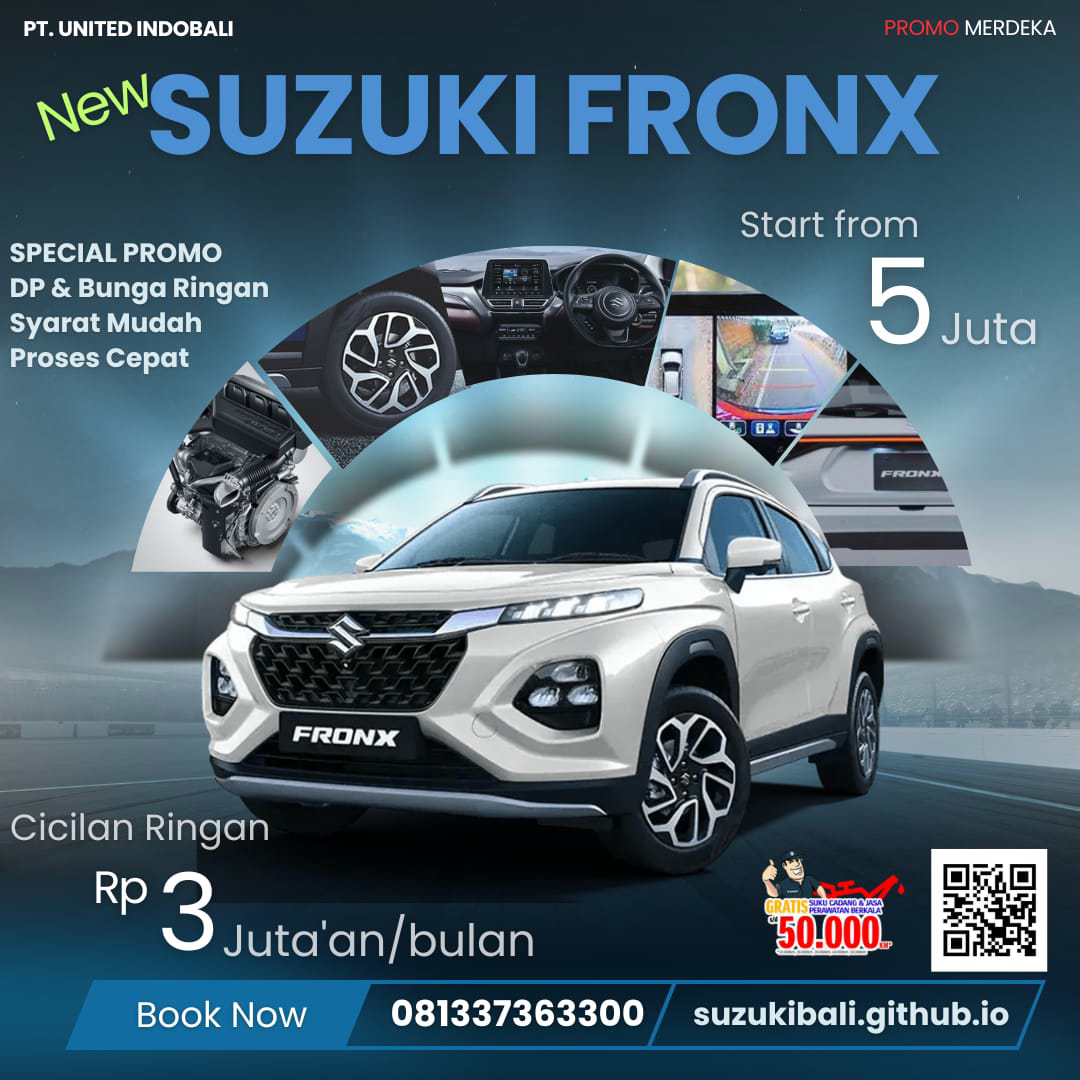 PT. UNITED INDOBALI
PROMO MERDEKA
New
SUZUKI FRONX
SPECIAL PROMO
DP & Bunga Ringan
Syarat Mudah
Proses Cepat
Start from
5 Juta
FRONX
FRONX
Cicilan Ringan
Rp 3 Juta'an/bulan
GRATIS SUKU CADANG & JASA
PERAWATAN BERKALA
50.000 KM
Book Now
081337363300
suzukibali.github.io